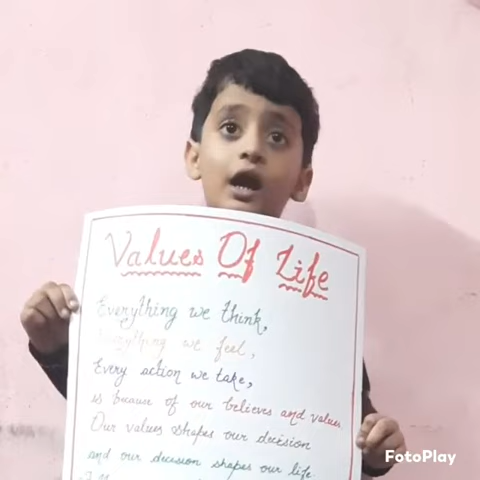 Values Of Life
Everything we think,
Everything we feel,
Every action we take,
is because of our believes and values.
Our values shapes our decision
and our decision shapes our life.
FotoPlay